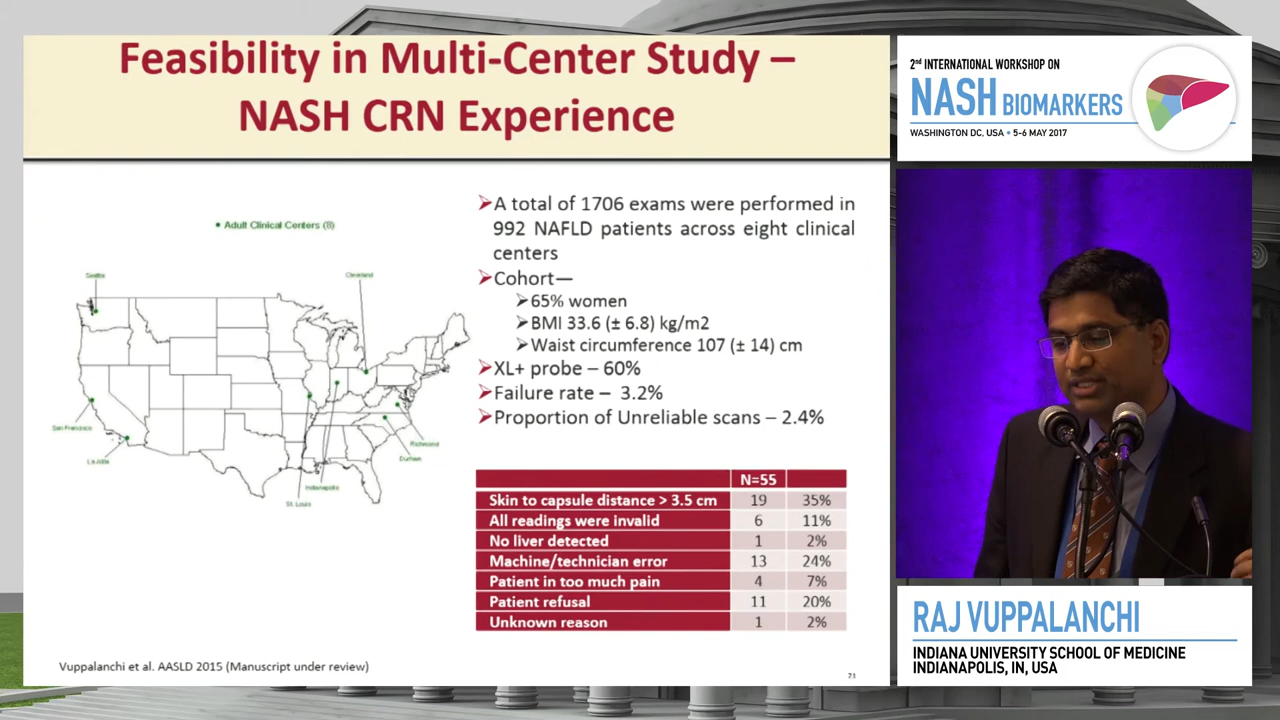 Feasibility in Multi-Center Study –
NASH CRN Experience
• Adult Clinical Centers (8)
Seattle
Cleveland
San Francisco
La Jolla
Richmond
Durham
Indianapolis
St. Louis
➢A total of 1706 exams were performed in
992 NAFLD patients across eight clinical
centers
➢Cohort—
➢65% women
➢BMI 33.6 (± 6.8) kg/m2
➢Waist circumference 107 (± 14) cm
➢XL+ probe – 60%
➢Failure rate – 3.2%
➢Proportion of Unreliable scans – 2.4%
N=55
Skin to capsule distance > 3.5 cm 19 35%
All readings were invalid 6 11%
No liver detected 1 2%
Machine/technician error 13 24%
Patient in too much pain 4 7%
Patient refusal 11 20%
Unknown reason 1 2%
Vuppalanchi et al. AASLD 2015 (Manuscript under review)
21
2nd INTERNATIONAL WORKSHOP ON
NASH BIOMARKERS
WASHINGTON DC, USA • 5-6 MAY 2017
RAJ VUPPALANCHI
INDIANA UNIVERSITY SCHOOL OF MEDICINE
INDIANAPOLIS, IN, USA